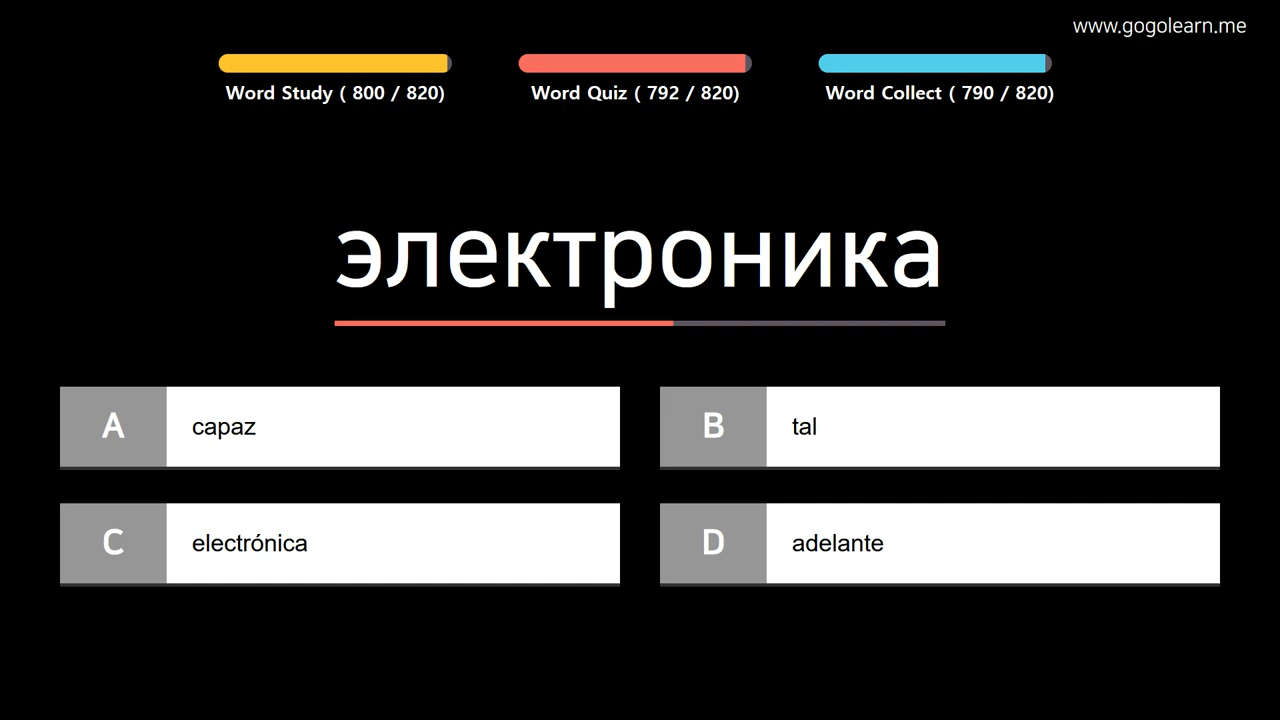 www.gogolearn.me
Word Study ( 800 / 820)
Word Quiz ( 792 / 820)
Word Collect ( 790 / 820)
электроника
A capaz
B tal
C electrónica
D adelante